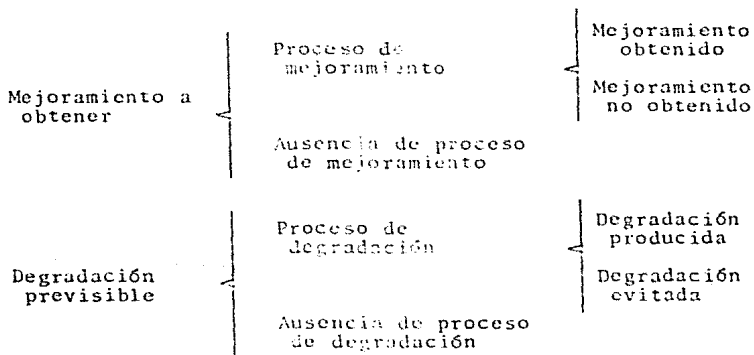 Mejoramiento a
obtener
Proceso de
mejoramiento
Mejoramiento
obtenido
Mejoramiento
no obtenido
Ausencia de proceso
de mejoramiento
Degradación
previsible
Proceso de
degradación
Degradación
producida
Degradación
evitada
Ausencia de proceso
de degradación